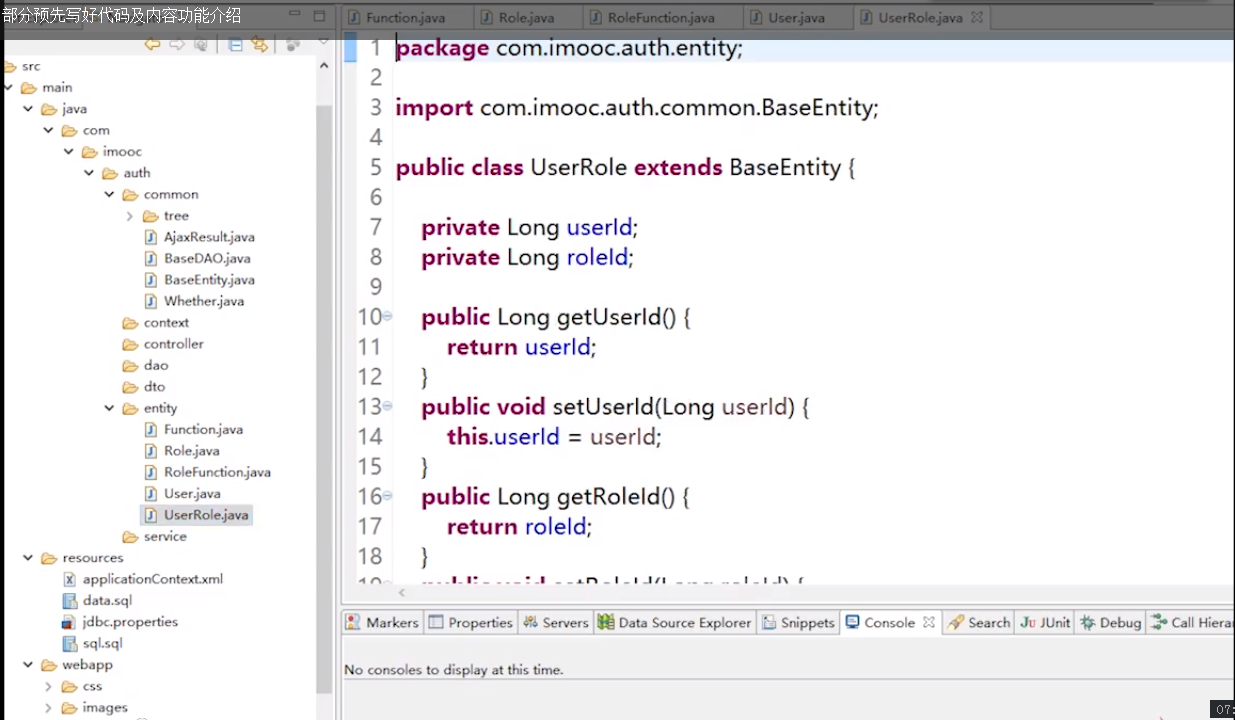 部分预先写好代码及内容功能介绍
Function.java
Role.java
RoleFunction.java
User.java
UserRole.java
src
main
java
com
imooc
auth
common
tree
AjaxResult.java
BaseDAO.java
BaseEntity.java
Whether.java
context
controller
dao
dto
entity
Function.java
Role.java
RoleFunction.java
User.java
UserRole.java
service
resources
applicationContext.xml
data.sql
jdbc.properties
sql.sql
webapp
css
images
1 package com.imooc.auth.entity;
2
3 import com.imooc.auth.common.BaseEntity;
4
5 public class UserRole extends BaseEntity {
6
7 private Long userId;
8 private Long roleId;
9
10 public Long getUserId() {
11 return userId;
12 }
13 public void setUserId(Long userId) {
14 this.userId = userId;
15 }
16 public Long getRoleId() {
17 return roleId;
18 }
19 public void setRoleId(Long roleId) {
Markers
Properties
Servers
Data Source Explorer
Snippets
Console
Search
JUnit
Debug
Call Hierar
No consoles to display at this time.
07: